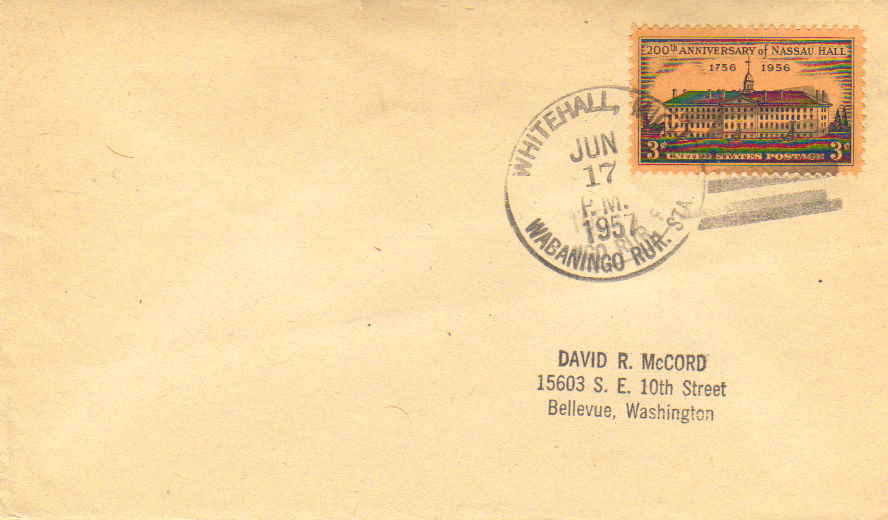 200th ANNIVERSARY of NASSAU HALL
1756 1956
3¢ UNITED STATES POSTAGE 3¢
WHITEHALL,
JUN
17
P.M.
1957
WABANINGO RUR. STA.
DAVID R. McCORD
15603 S. E. 10th Street
Bellevue, Washington